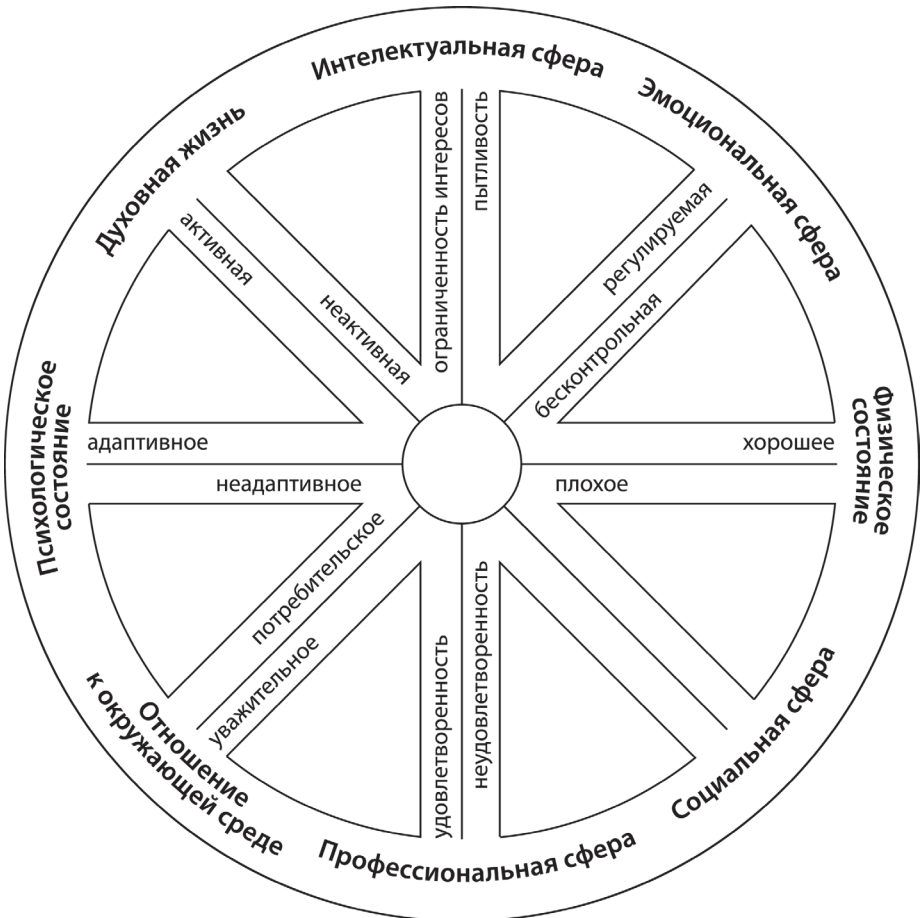 Интелектуальная сфера
Эмоциональная сфера
Духовная жизнь
ограниченность интересов
пытливость
регулируемая
бесконтрольная
активная
неактивная
Психологическое
состояние
адаптивное
неадаптивное
хорошее
плохое
Физическое
состояние
потребительское
уважительное
удовлетворенность
неудовлетворенность
Отношение
к окружающей среде
Профессиональная сфера
Социальная сфера